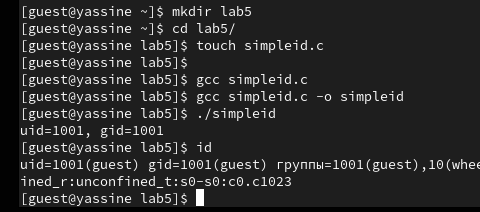 [guest@yassine ~]$ mkdir lab5
[guest@yassine ~]$ cd lab5/
[guest@yassine lab5]$ touch simpleid.c
[guest@yassine lab5]$
[guest@yassine lab5]$ gcc simpleid.c
[guest@yassine lab5]$ gcc simpleid.c -o simpleid
[guest@yassine lab5]$ ./simpleid
uid=1001, gid=1001
[guest@yassine lab5]$ id
uid=1001(guest) gid=1001(guest) группы=1001(guest),10(whe
ined_r:unconfined_t:s0-s0:c0.c1023
[guest@yassine lab5]$